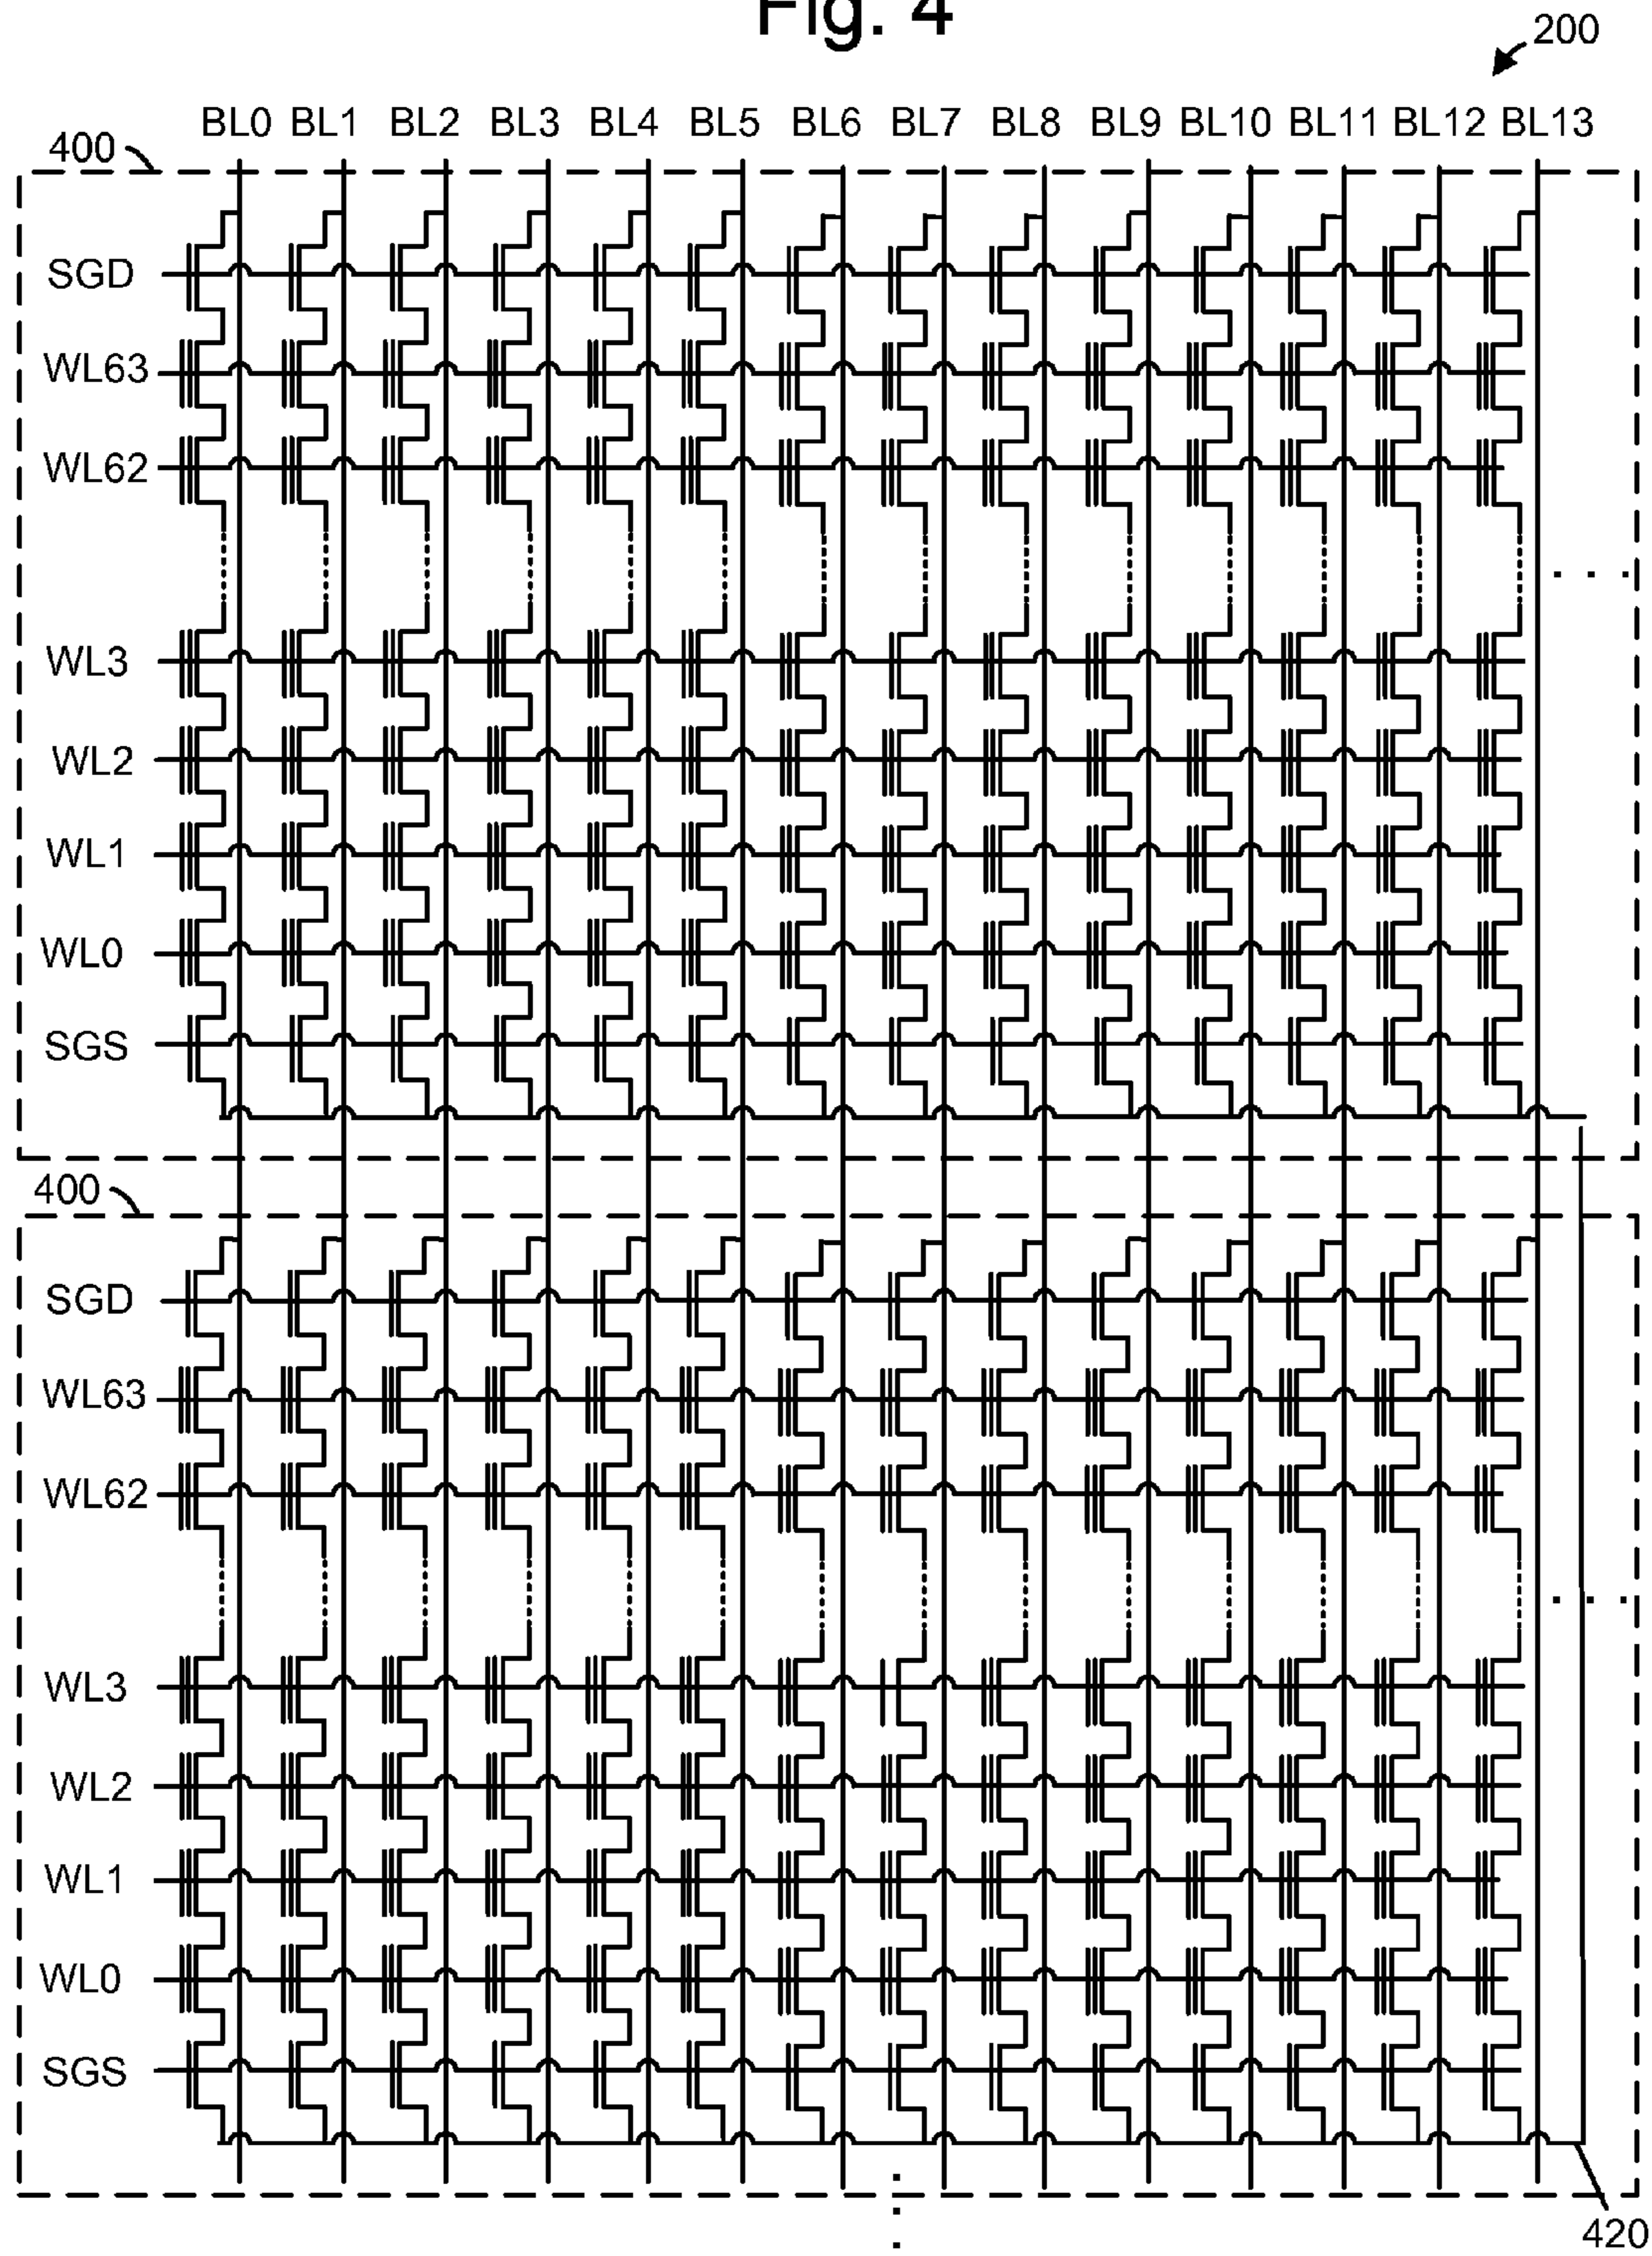 Fig. 4
200
BL0 BL1 BL2 BL3 BL4 BL5 BL6 BL7 BL8 BL9 BL10 BL11 BL12 BL13
400
SGD
WL63
WL62
. . .
WL3
WL2
WL1
WL0
SGS
400
SGD
WL63
WL62
. . .
WL3
WL2
WL1
WL0
SGS
420